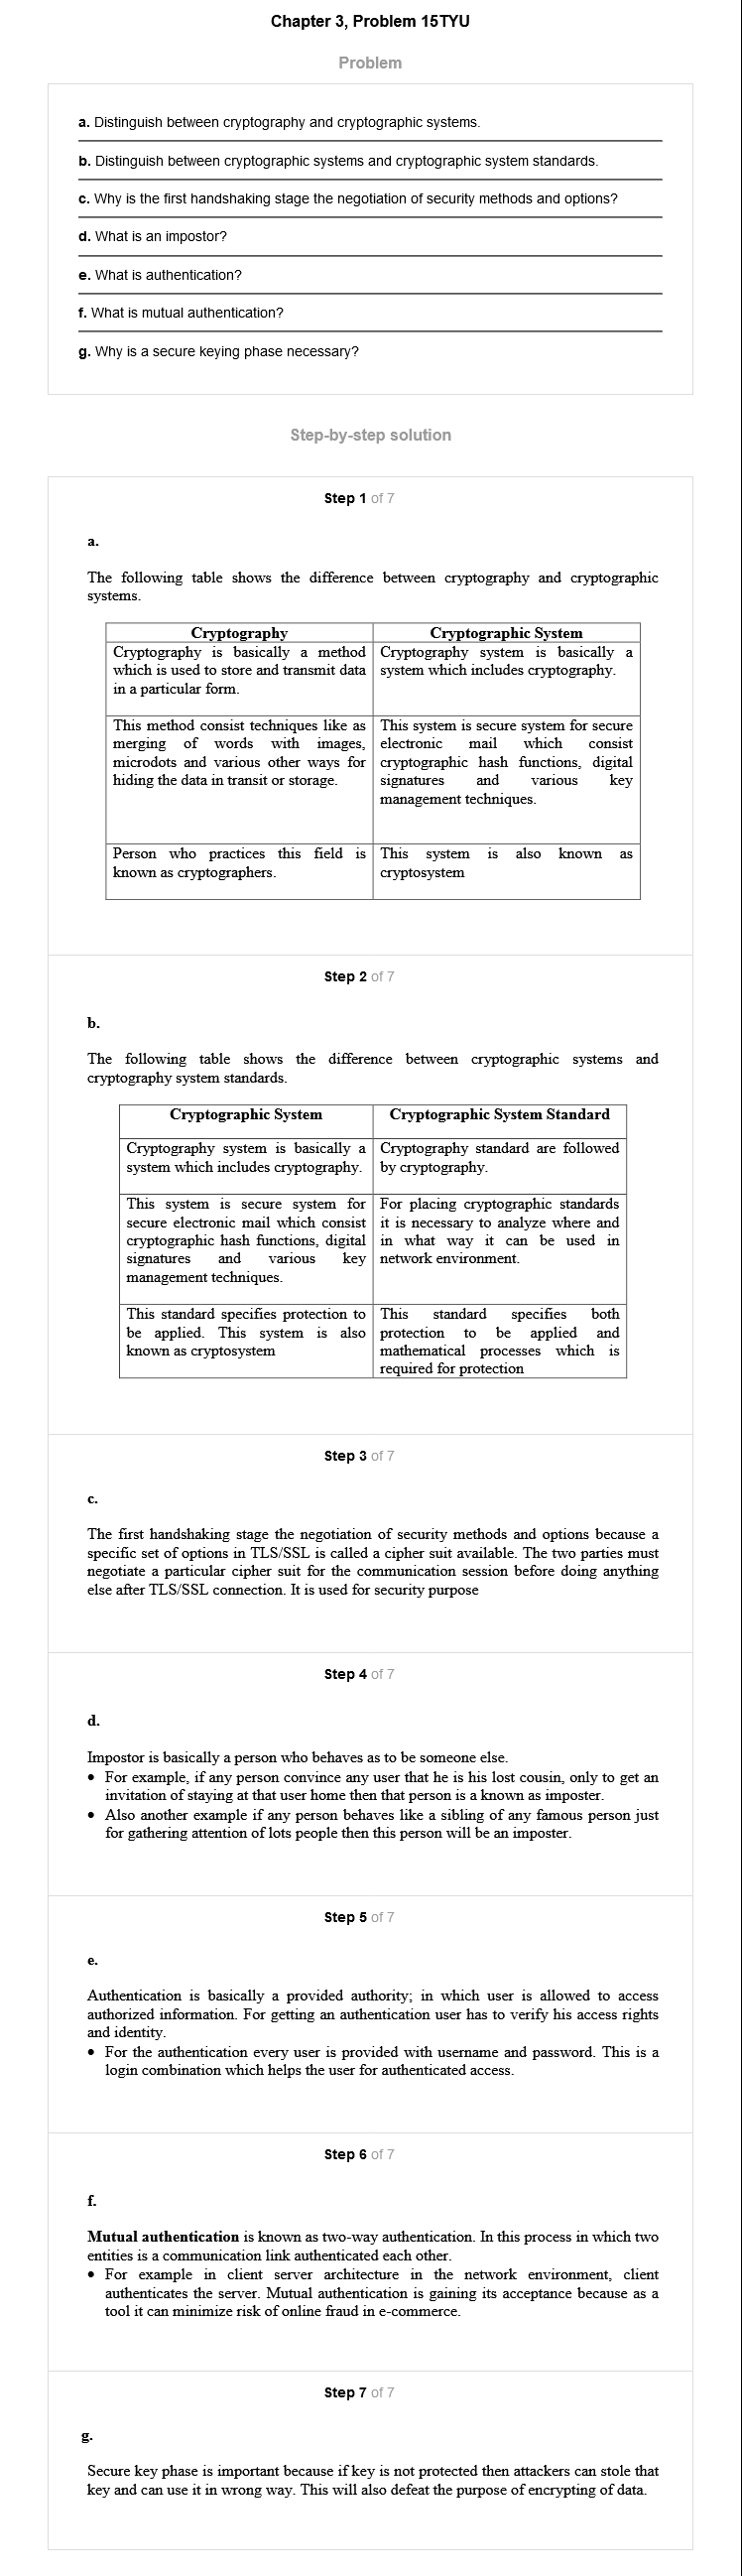 Chapter 3, Problem 15TYU
Problem
a. Distinguish between cryptography and cryptographic systems.
b. Distinguish between cryptographic systems and cryptographic system standards.
c. Why is the first handshaking stage the negotiation of security methods and options?
d. What is an impostor?
e. What is authentication?
f. What is mutual authentication?
g. Why is a secure keying phase necessary?
Step-by-step solution
Step 1 of 7
a.
The following table shows the difference between cryptography and cryptographic
systems.
Cryptography
Cryptography is basically a method
which is used to store and transmit data
in a particular form.
Cryptographic System
Cryptography system is basically a
system which includes cryptography.
This method consist techniques like as
merging of words with images,
microdots and various other ways for
hiding the data in transit or storage.
This system is secure system for secure
electronic mail which consist
cryptographic hash functions, digital
signatures and various key
management techniques.
Person who practices this field is
known as cryptographers.
This system is also known as
cryptosystem
Step 2 of 7
b.
The following table shows the difference between cryptographic systems and
cryptography system standards.
Cryptographic System
Cryptographic System Standard
Cryptography system is basically a
system which includes cryptography.
Cryptography standard are followed
by cryptography.
This system is secure system for
secure electronic mail which consist
cryptographic hash functions, digital
signatures and various key
management techniques.
For placing cryptographic standards
it is necessary to analyze where and
in what way it can be used in
network environment.
This standard specifies protection to
be applied. This system is also
known as cryptosystem
This standard specifies both
protection to be applied and
mathematical processes which is
required for protection
Step 3 of 7
c.
The first handshaking stage the negotiation of security methods and options because a
specific set of options in TLS/SSL is called a cipher suit available. The two parties must
negotiate a particular cipher suit for the communication session before doing anything
else after TLS/SSL connection. It is used for security purpose
Step 4 of 7
d.
Impostor is basically a person who behaves as to be someone else.
• For example, if any person convince any user that he is his lost cousin, only to get an
invitation of staying at that user home then that person is a known as imposter.
• Also another example if any person behaves like a sibling of any famous person just
for gathering attention of lots people then this person will be an imposter.
Step 5 of 7
e.
Authentication is basically a provided authority; in which user is allowed to access
authorized information. For getting an authentication user has to verify his access rights
and identity.
• For the authentication every user is provided with username and password. This is a
login combination which helps the user for authenticated access.
Step 6 of 7
f.
Mutual authentication is known as two-way authentication. In this process in which two
entities is a communication link authenticated each other.
• For example in client server architecture in the network environment, client
authenticates the server. Mutual authentication is gaining its acceptance because as a
tool it can minimize risk of online fraud in e-commerce.
Step 7 of 7
g.
Secure key phase is important because if key is not protected then attackers can stole that
key and can use it in wrong way. This will also defeat the purpose of encrypting of data.